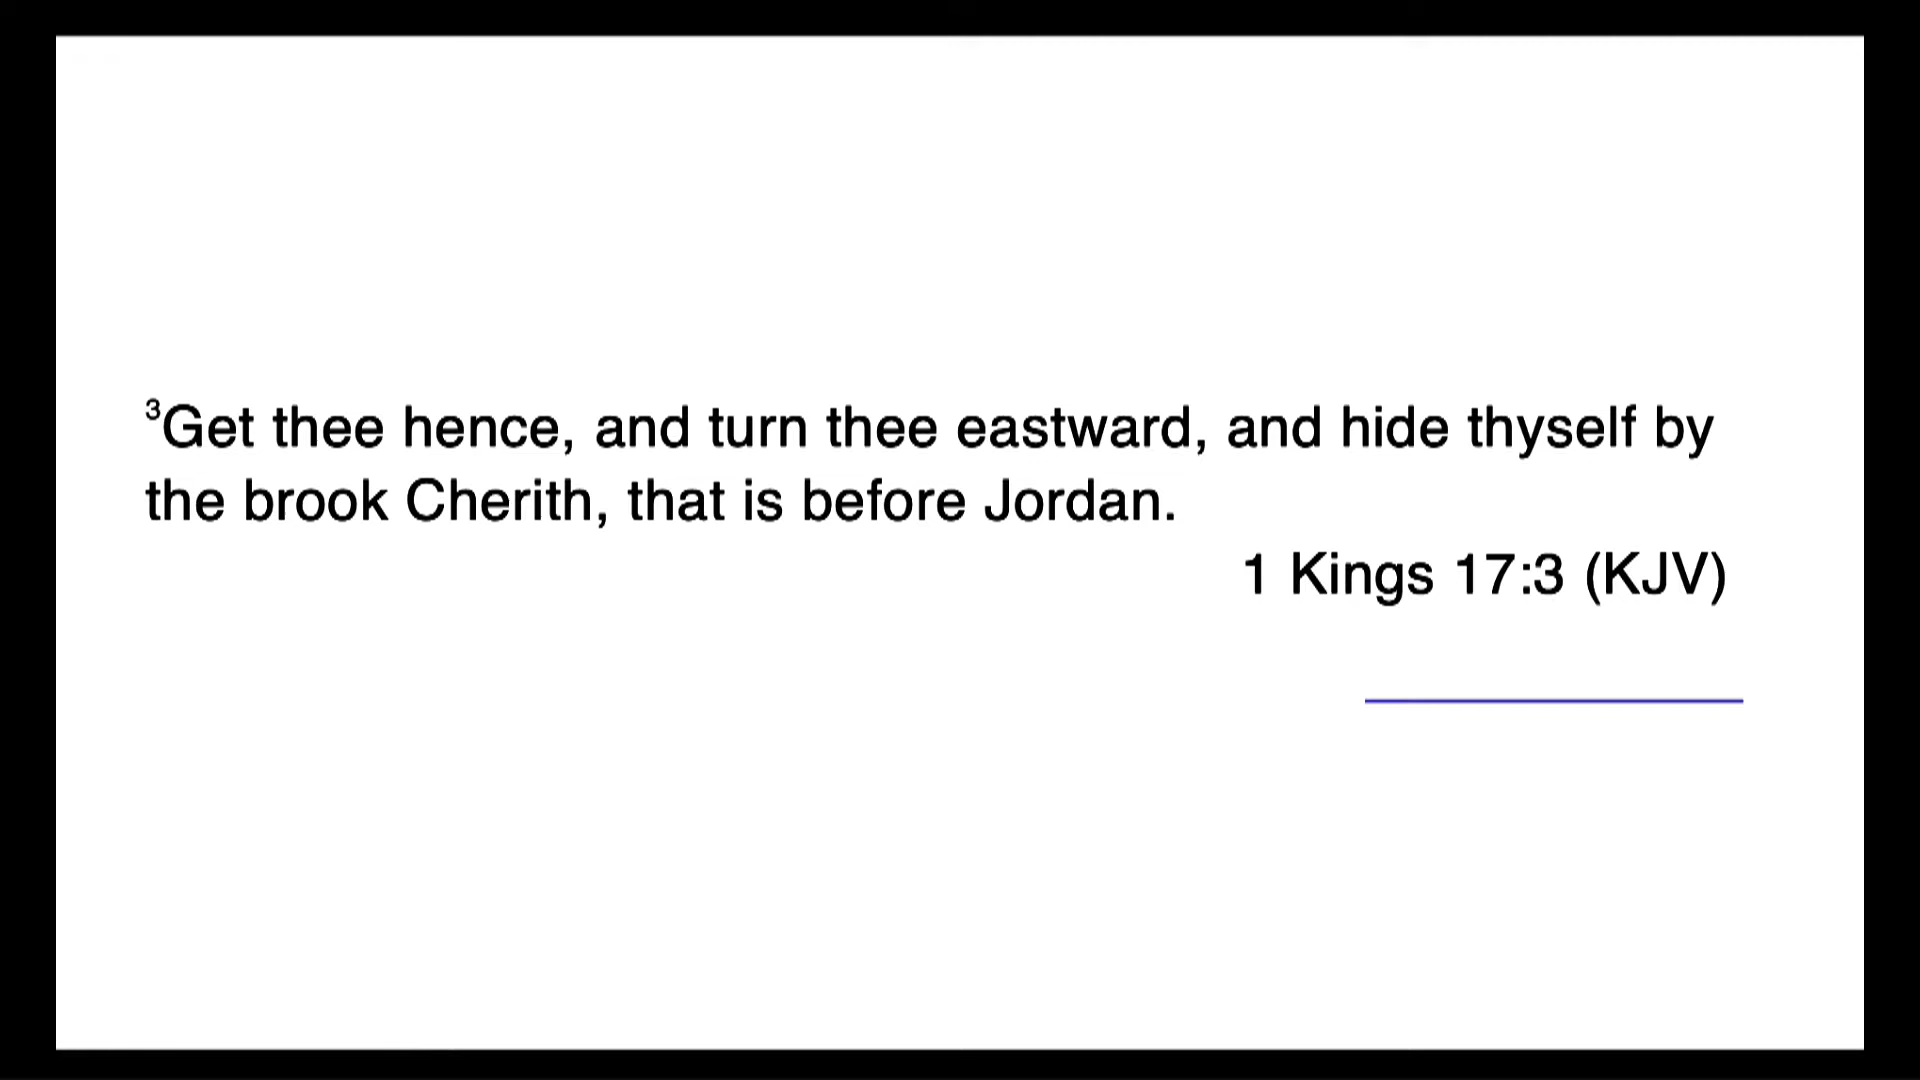 ³Get thee hence, and turn thee eastward, and hide thyself by
the brook Cherith, that is before Jordan.
1 Kings 17:3 (KJV)